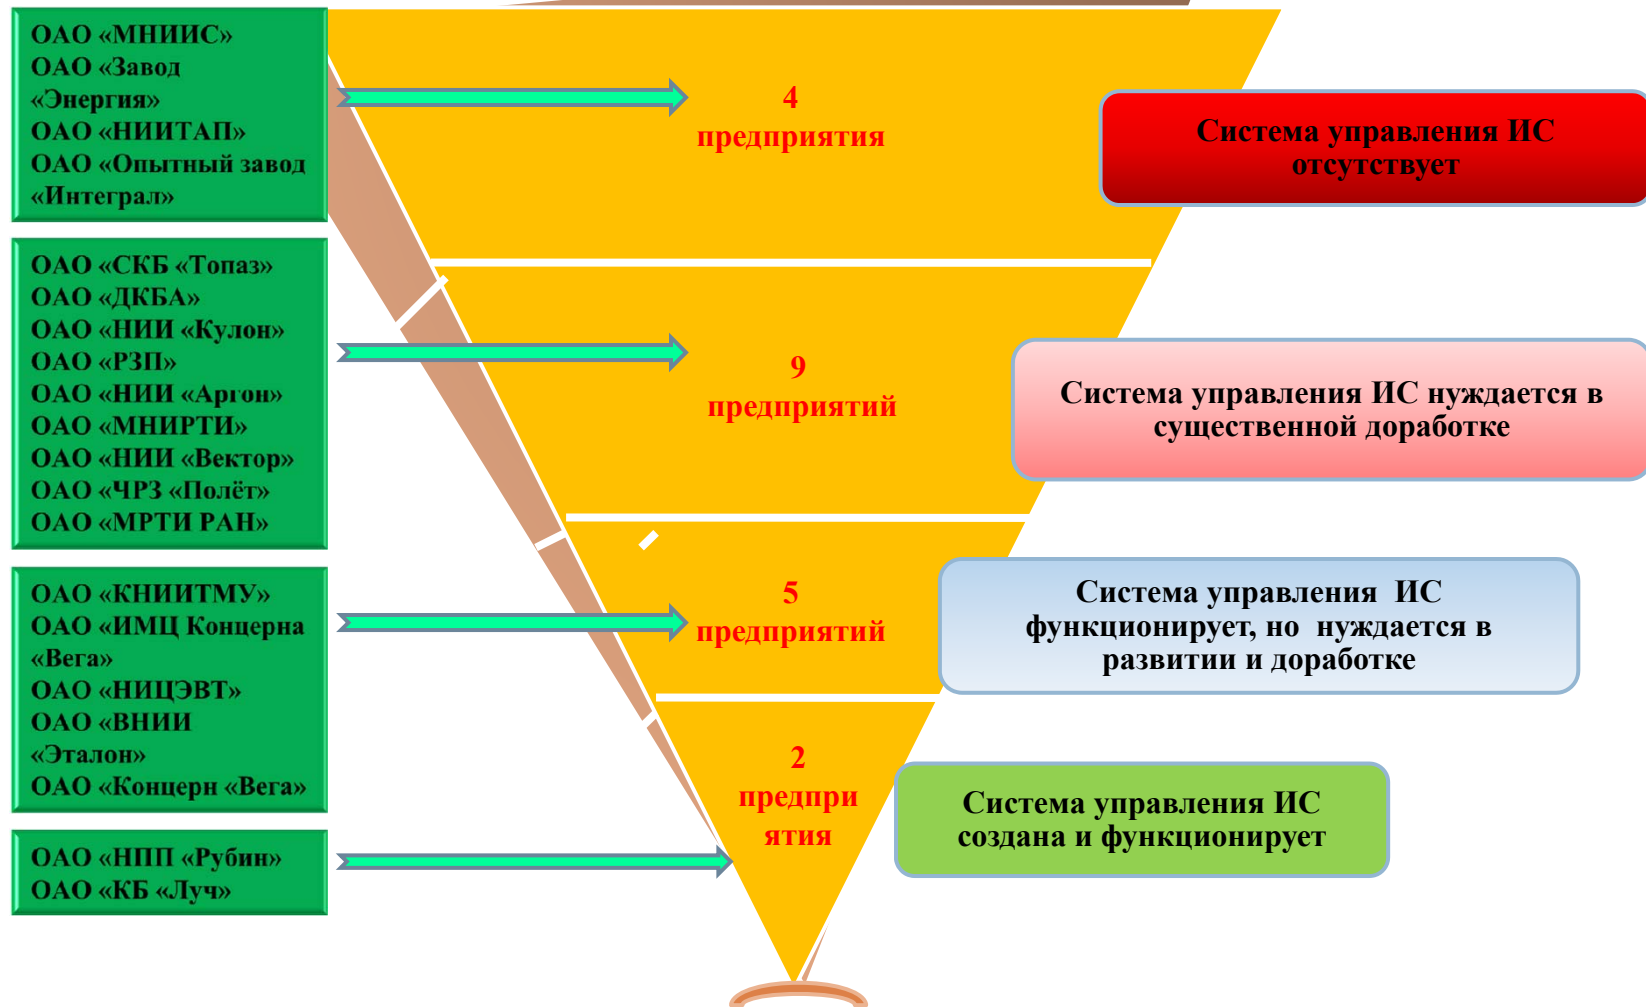 ОАО «МНИИС»
ОАО «Завод
«Энергия»
ОАО «НИИТАП»
ОАО «Опытный завод
«Интеграл»
4
предприятия
Система управления ИС
отсутствует
ОАО «СКБ «Топаз»
ОАО «ДКБА»
ОАО «НИИ «Кулон»
ОАО «РЗП»
ОАО «НИИ «Аргон»
ОАО «МНИРТИ»
ОАО «НИИ «Вектор»
ОАО «ЧРЗ «Полёт»
ОАО «МРТИ РАН»
9
предприятий
Система управления ИС нуждается в
существенной доработке
ОАО «КНИИТМУ»
ОАО «ИМЦ Концерна
«Вега»
ОАО «НИЦЭВТ»
ОАО «ВНИИ
«Эталон»
ОАО «Концерн «Вега»
5
предприятий
Система управления ИС
функционирует, но нуждается в
развитии и доработке
ОАО «НПП «Рубин»
ОАО «КБ «Луч»
2
предпри
ятия
Система управления ИС
создана и функционирует